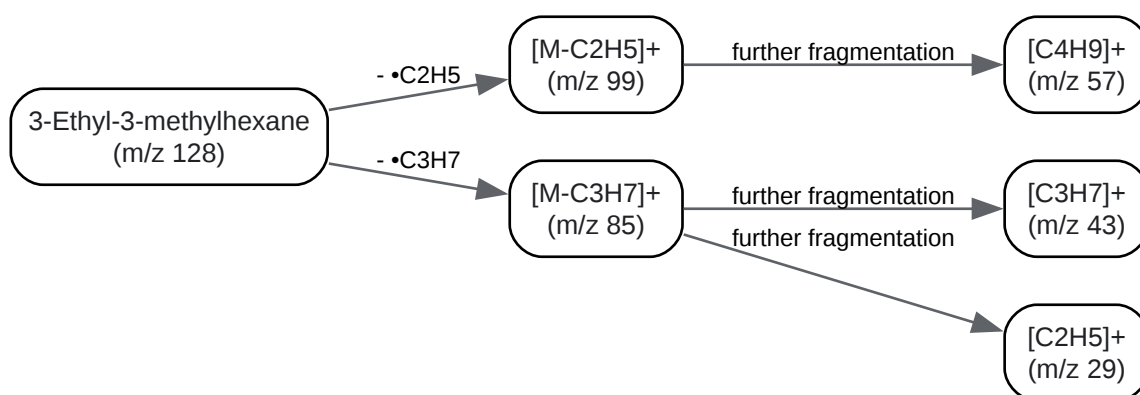 3-Ethyl-3-methylhexane
(m/z 128)
- •C2H5
- •C3H7
[M-C2H5]+
(m/z 99)
[M-C3H7]+
(m/z 85)
further fragmentation
further fragmentation
further fragmentation
[C4H9]+
(m/z 57)
[C3H7]+
(m/z 43)
[C2H5]+
(m/z 29)